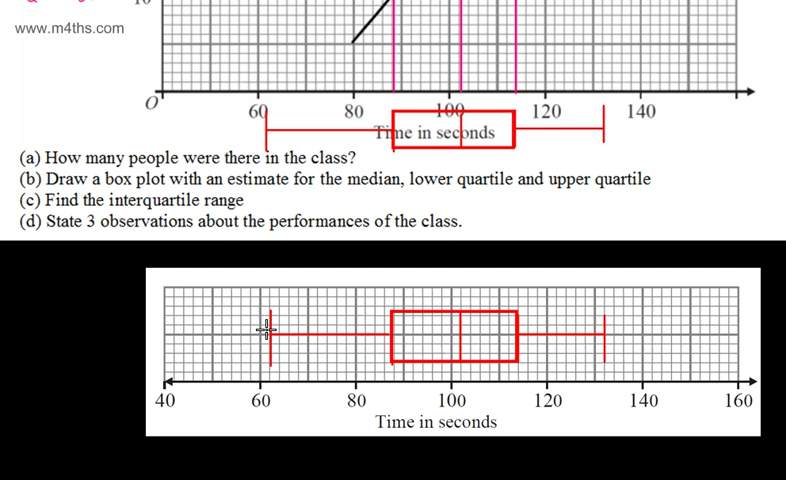 www.m4ths.com
O
60 80 100 120 140
Time in seconds
(a) How many people were there in the class?
(b) Draw a box plot with an estimate for the median, lower quartile and upper quartile
(c) Find the interquartile range
(d) State 3 observations about the performances of the class.
40 60 80 100 120 140 160
Time in seconds